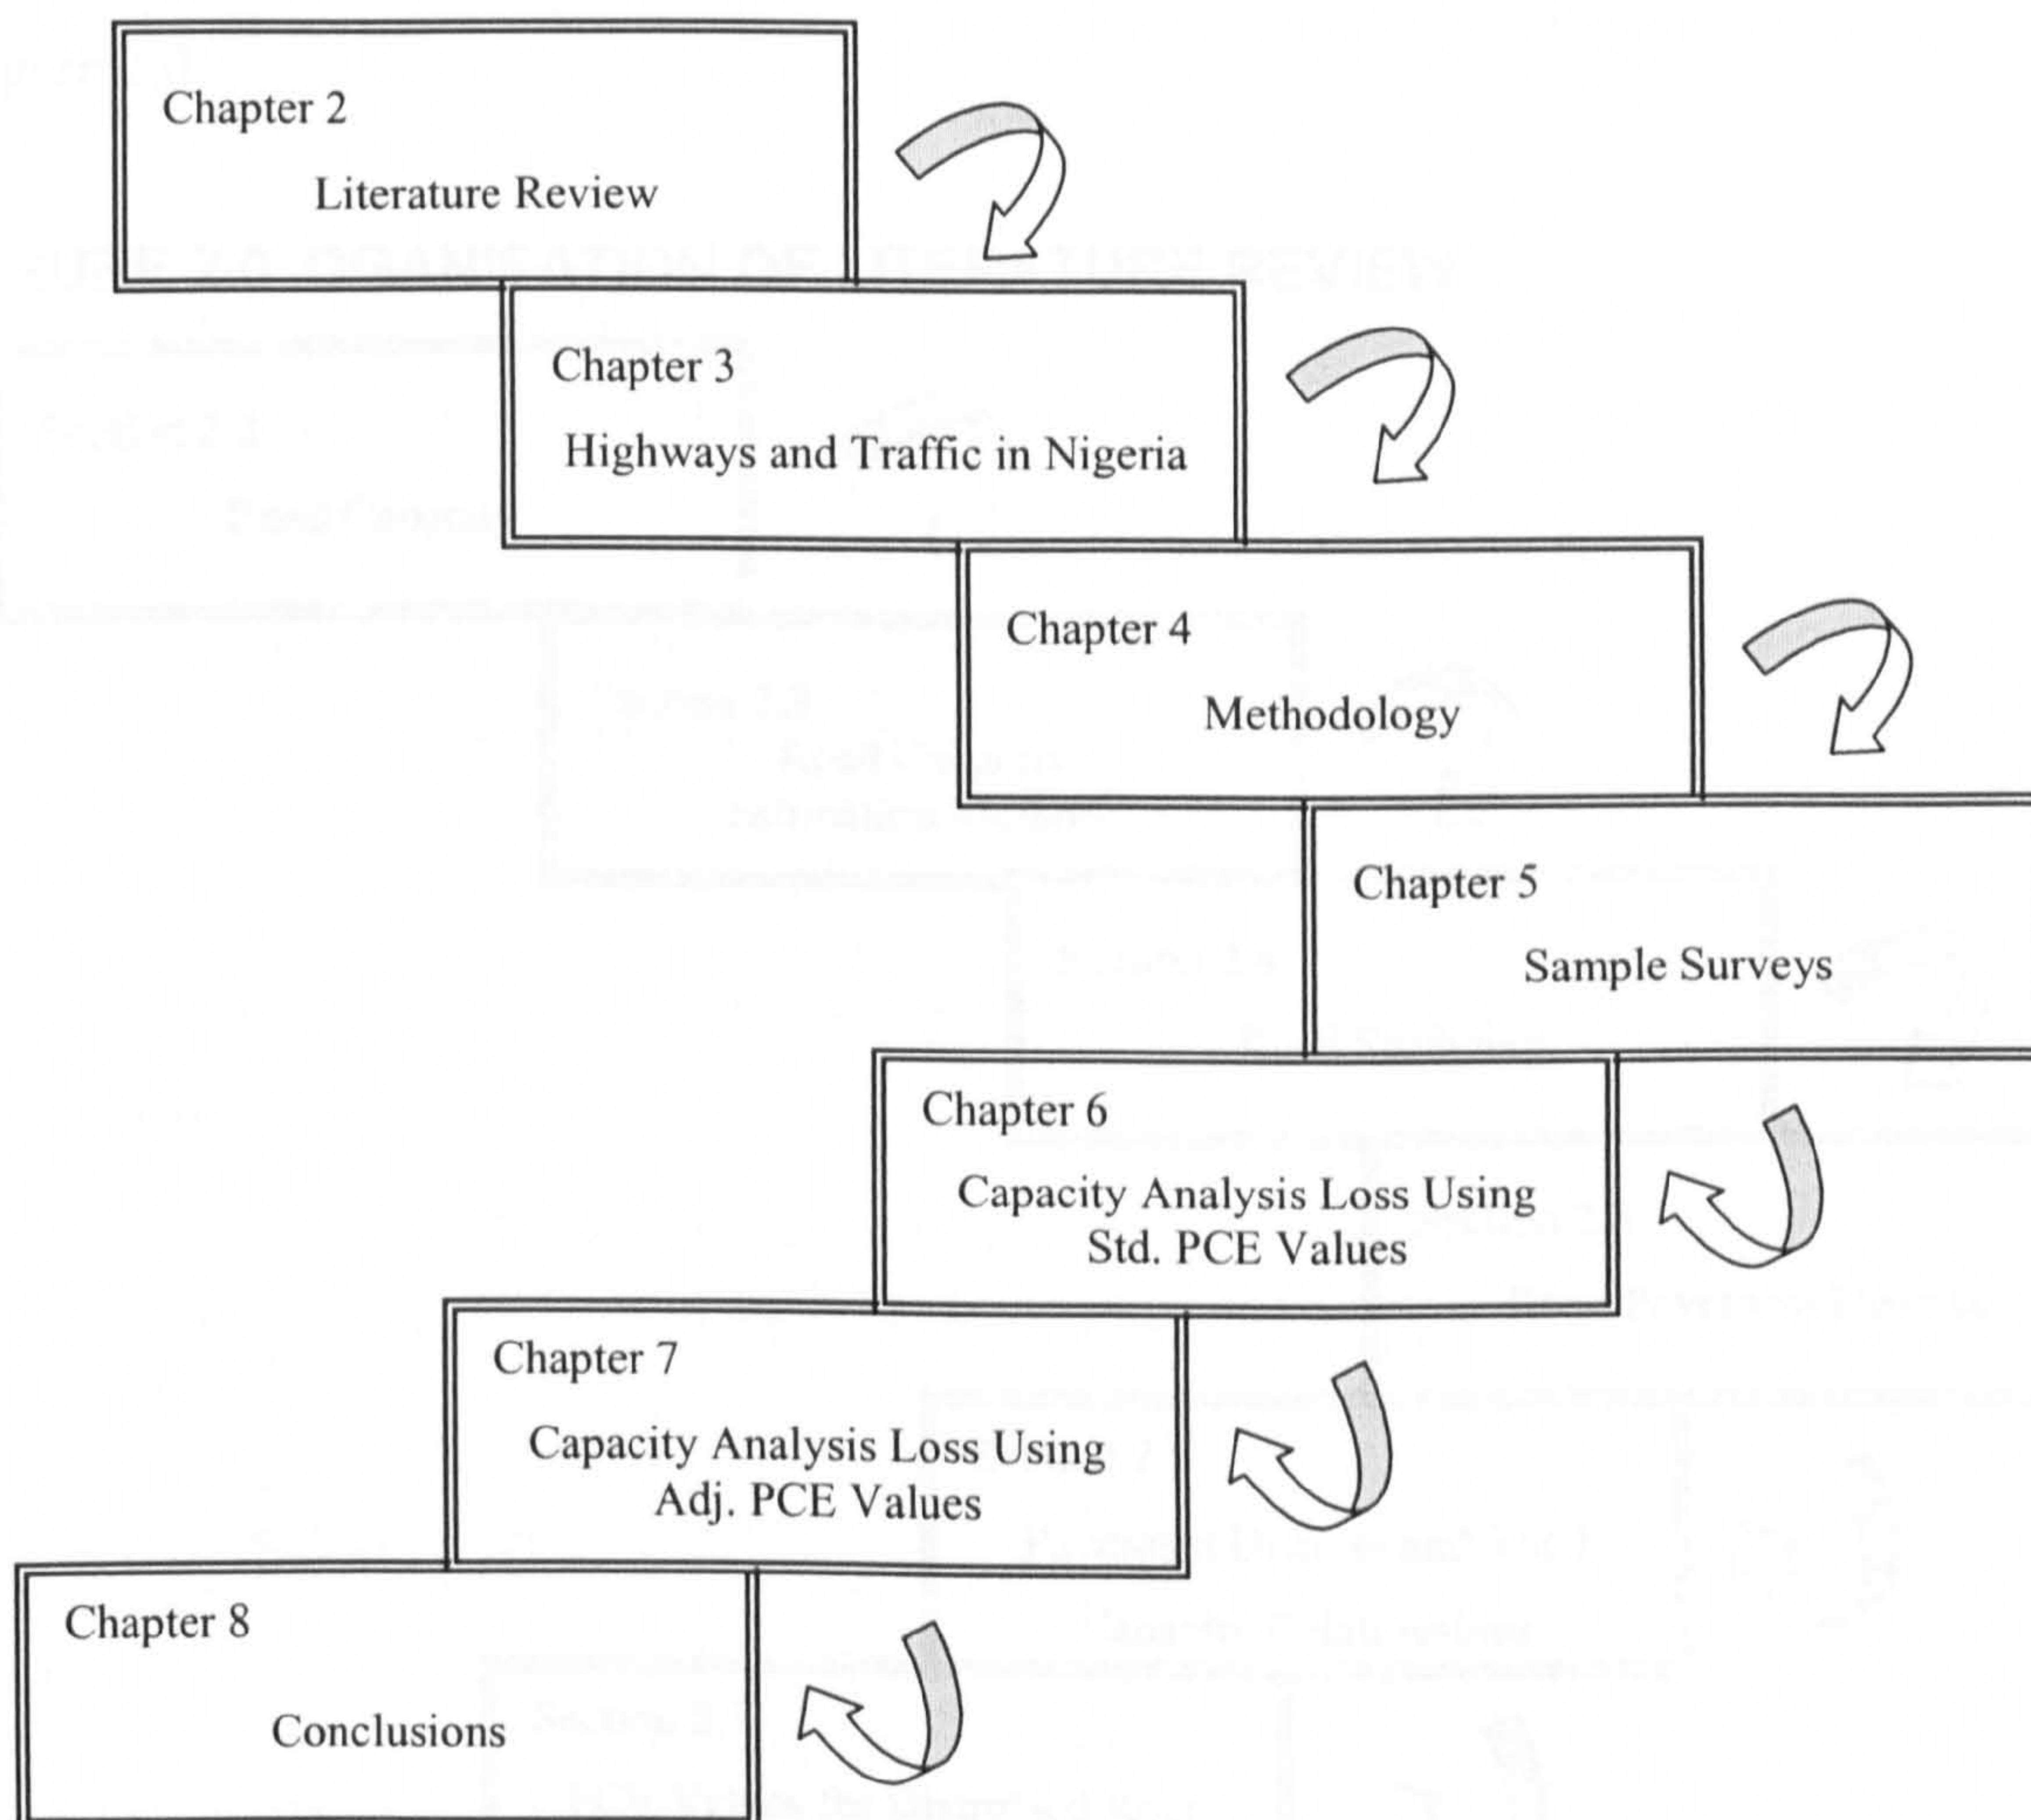 Chapter 2
Literature Review
Chapter 3
Highways and Traffic in Nigeria
Chapter 4
Methodology
Chapter 5
Sample Surveys
Chapter 6
Capacity Analysis Loss Using
Std. PCE Values
Chapter 7
Capacity Analysis Loss Using
Adj. PCE Values
Chapter 8
Conclusions